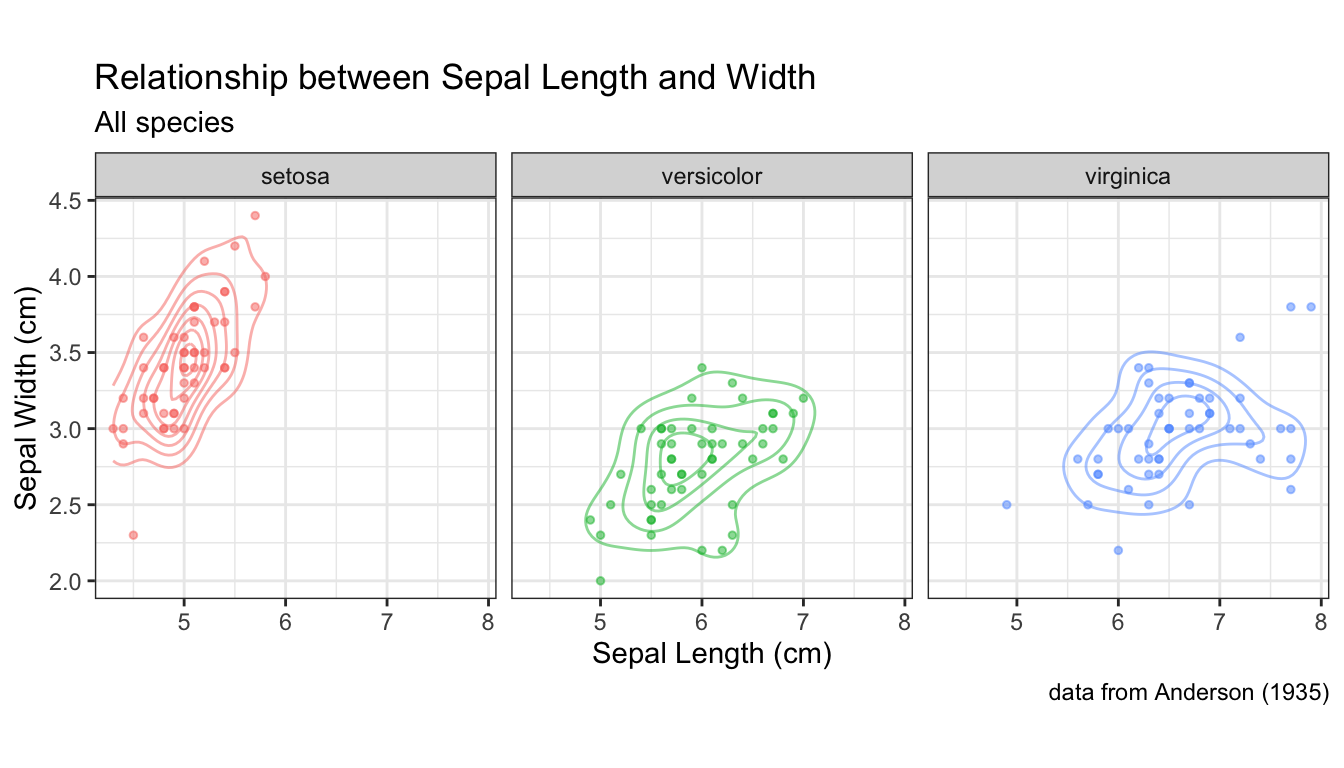 Relationship between Sepal Length and Width
All species
setosa versicolor virginica
4.5
4.0
3.5
3.0
2.5
2.0
Sepal Width (cm)
5 6 7 8 5 6 7 8 5 6 7 8
Sepal Length (cm)
data from Anderson (1935)